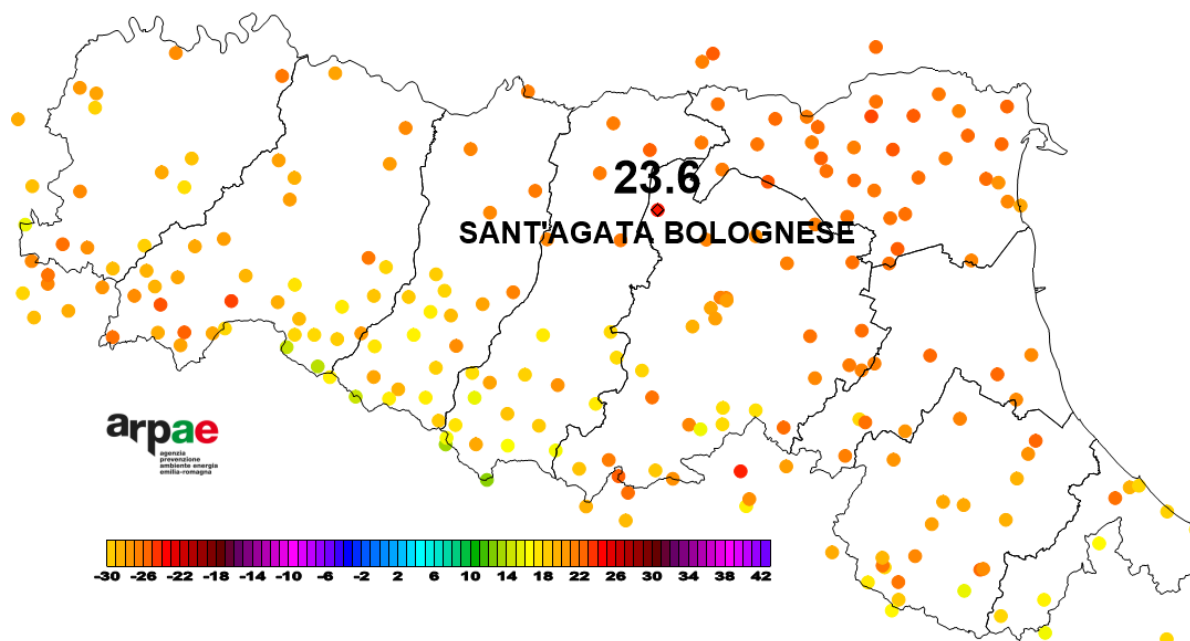 23.6
SANT'AGATA BOLOGNESE
arpae
agenzia
prevenzione
ambiente energia
emilia-romagna
-30 -26 -22 -18 -14 -10 -6 -2 2 6 10 14 18 22 26 30 34 38 42